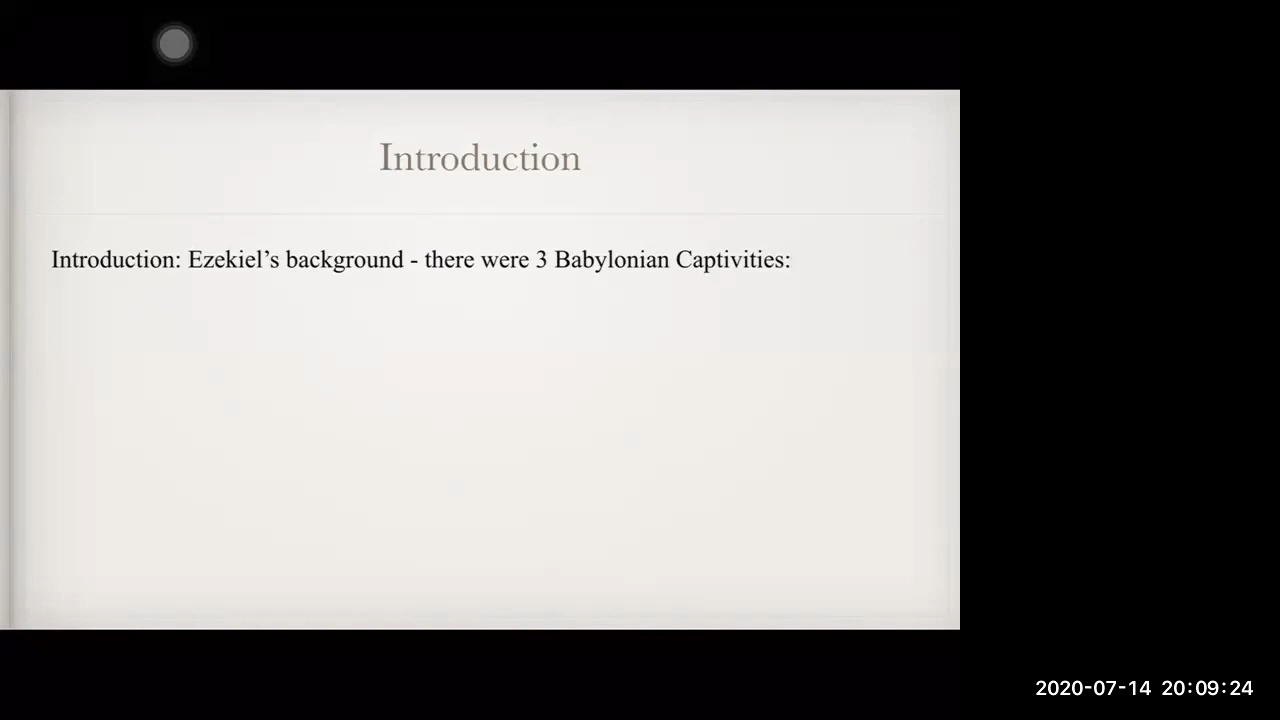 Introduction
Introduction: Ezekiel’s background - there were 3 Babylonian Captivities:
2020-07-14 20:09:24